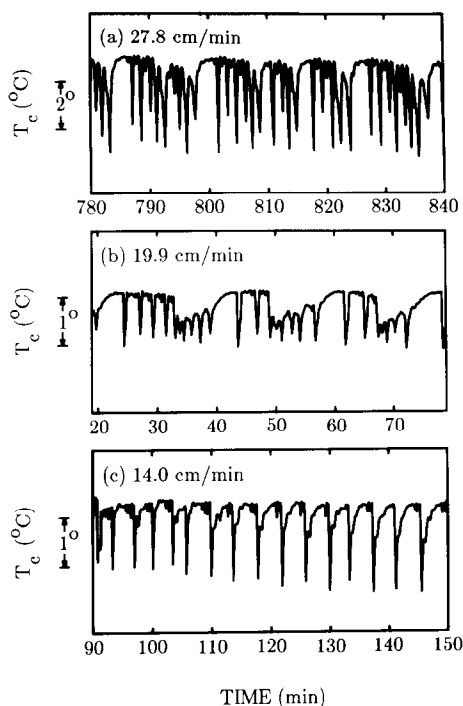 (a) 27.8 cm/min
T_c (°C)
2°
780 790 800 810 820 830 840
(b) 19.9 cm/min
T_c (°C)
1°
20 30 40 50 60 70
(c) 14.0 cm/min
T_c (°C)
1°
90 100 110 120 130 140 150
TIME (min)